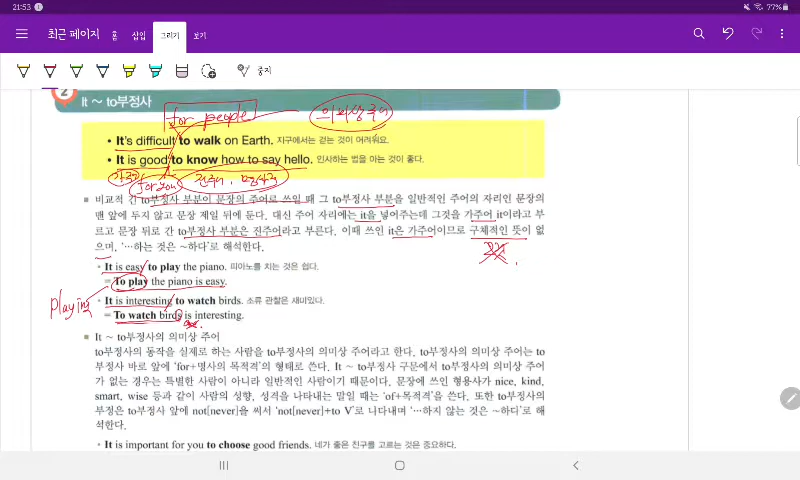 21:53
77%
최근 페이지 홈 삽입 그리기 보기
중지
2
It ~ to부정사
for people 의미상 주어
• It's difficult to walk on Earth. 지구에서는 걷는 것이 어려워요.
• It is good to know how to say hello. 인사하는 법을 아는 것이 좋다.
for you
비교적 긴 to부정사 부분이 문장의 주어로 쓰일 때 그 to부정사 부분을 일반적인 주어의 자리인 문장의
맨 앞에 두지 않고 문장 제일 뒤에 둔다. 대신 주어 자리에는 it을 넣어주는데 그것을 가주어 it이라고 부
르고 문장 뒤로 간 to부정사 부분은 진주어라고 부른다. 이때 쓰인 it은 가주어이므로 구체적인 뜻이 없
으며, '…하는 것은 ~하다'로 해석한다.
• It is easy to play the piano. 피아노를 치는 것은 쉽다.
= To play the piano is easy.
playing
• It is interesting to watch birds. 소류 관찰은 재미있다.
= To watch birds is interesting.
It ~ to부정사의 의미상 주어
to부정사의 동작을 실제로 하는 사람을 to부정사의 의미상 주어라고 한다. to부정사의 의미상 주어는 to부
정사 바로 앞에 'for+명사의 목적격'의 형태로 쓴다. It ~ to부정사 구문에서 to부정사의 의미상 주어
가 없는 경우는 특별한 사람이 아니라 일반적인 사람이기 때문이다. 문장에 쓰인 형용사가 nice, kind,
smart, wise 등과 같이 사람의 성향, 성격을 나타내는 말일 때는 'of+목적격'을 쓴다. 또한 to부정사의
부정은 to부정사 앞에 not[never]을 써서 'not[never]+to V'로 나타내며 '…하지 않는 것은 ~하다'로 해
석한다.
• It is important for you to choose good friends. 네가 좋은 친구를 고르는 것은 중요하다.